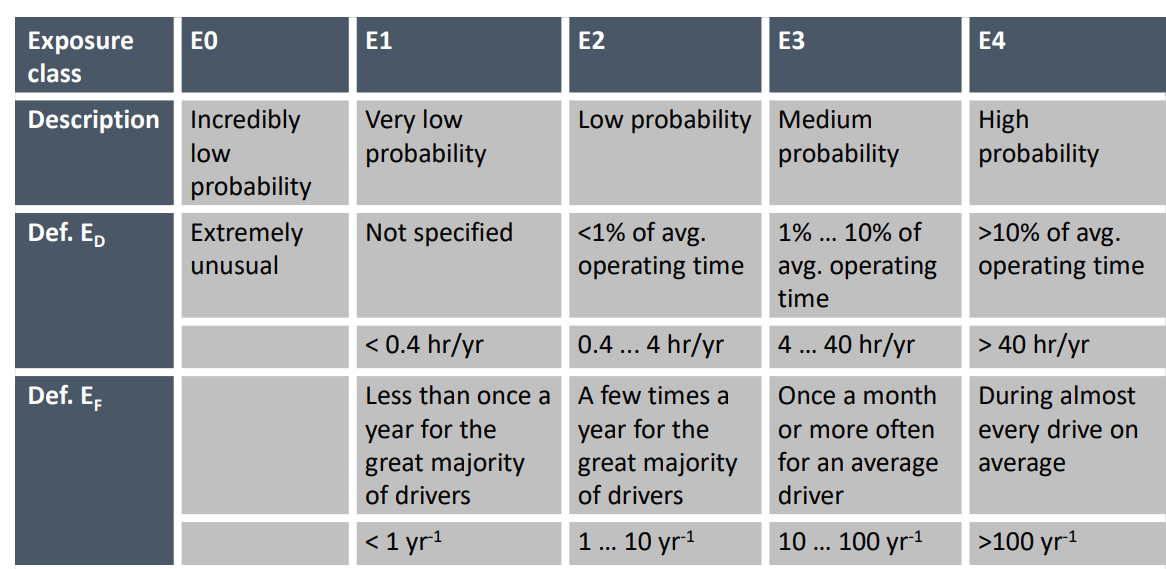 Exposure class E0 E1 E2 E3 E4
Description Incredibly low probability Very low probability Low probability Medium probability High probability
Def. E_D Extremely unusual Not specified <1% of avg. operating time 1% … 10% of avg. operating time >10% of avg. operating time
< 0.4 hr/yr 0.4 … 4 hr/yr 4 … 40 hr/yr > 40 hr/yr
Def. E_F Less than once a year for the great majority of drivers A few times a year for the great majority of drivers Once a month or more often for an average driver During almost every drive on average
< 1 yr⁻¹ 1 … 10 yr⁻¹ 10 … 100 yr⁻¹ >100 yr⁻¹